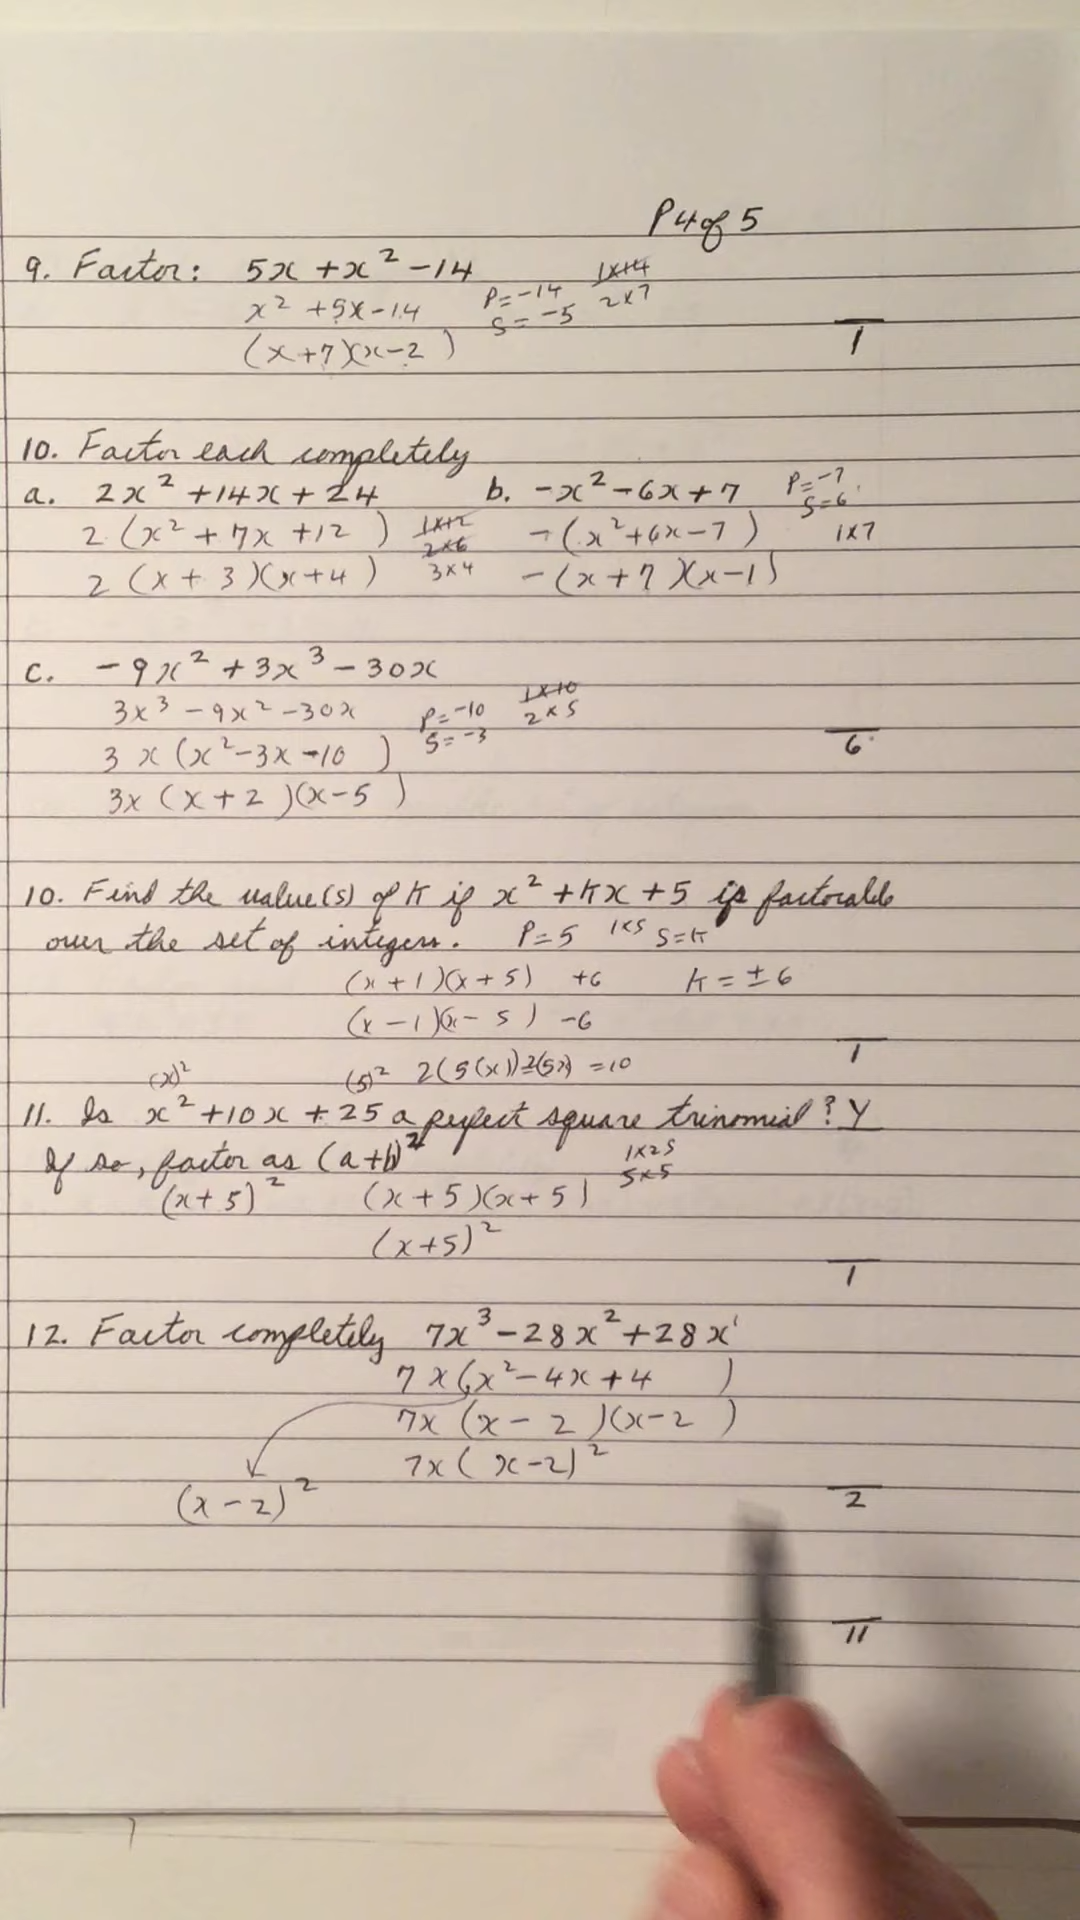 P 4 of 5
9. Factor: 5x + x² - 14 1x14
x² + 5x - 14 P = -14 2x7
S = -5
(x+7)(x-2) 1
10. Factor each completely
a. 2x² + 14x + 24 b. -x² - 6x + 7 P = -7
S = 6
2(x² + 7x + 12) 1x12 -(x² + 6x - 7) 1x7
2x6
2(x+3)(x+4) 3x4 -(x+7)(x-1)
c. -9x² + 3x³ - 30x
3x³ - 9x² - 30x P = -10 1x10
S = -3 2x5
3x(x² - 3x - 10) 6
3x(x+2)(x-5)
10. Find the value(s) of K if x² + Kx + 5 is factorable
over the set of integers. P = 5 1x5 S = K
(x+1)(x+5) +6 K = ± 6
(x-1)(x-5) -6
1
(x)² (5)² 2(5(x))=2(5x) = 10
11. Is x² + 10x + 25 a perfect square trinomial? Y
If so, factor as (a+b)² 1x25
5x5
(x+5)² (x+5)(x+5)
(x+5)²
1
12. Factor completely 7x³ - 28x² + 28x¹
7x(x² - 4x + 4)
7x(x-2)(x-2)
7x(x-2)²
(x-2)² 2
11